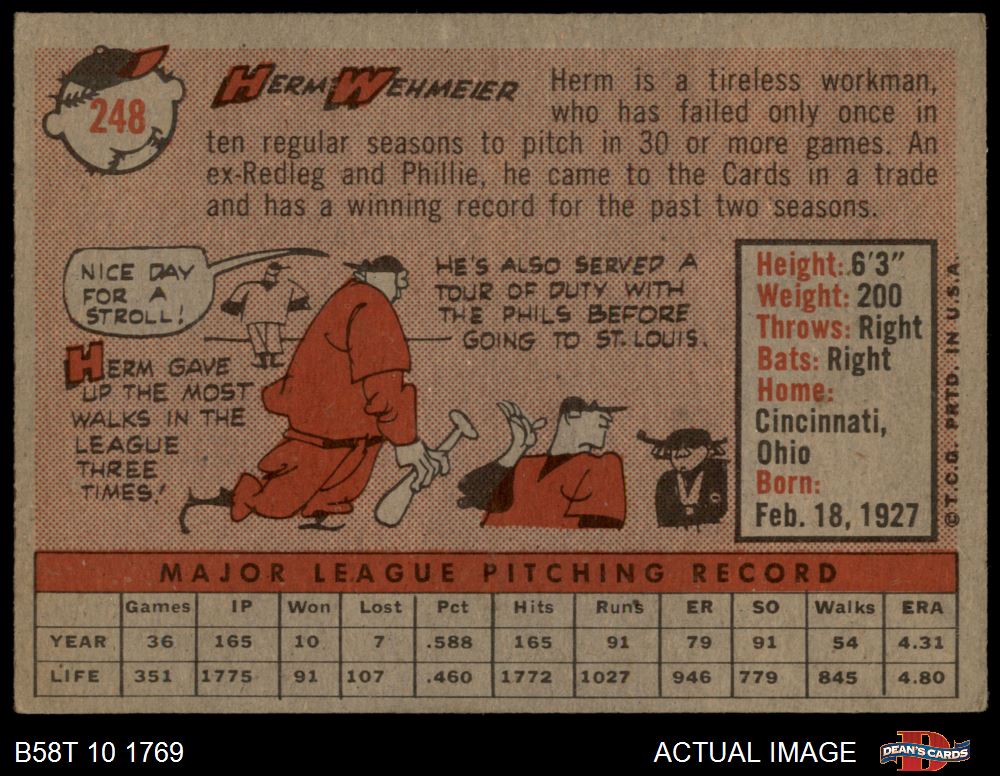 248
HERM WEHMEIER
Herm is a tireless workman,
who has failed only once in
ten regular seasons to pitch in 30 or more games. An
ex-Redleg and Phillie, he came to the Cards in a trade
and has a winning record for the past two seasons.
NICE DAY
FOR A
STROLL!
HERM GAVE
UP THE MOST
WALKS IN THE
LEAGUE
THREE
TIMES!
HE'S ALSO SERVED A
TOUR OF DUTY WITH
THE PHILS BEFORE
GOING TO ST. LOUIS.
Height: 6'3"
Weight: 200
Throws: Right
Bats: Right
Home:
Cincinnati,
Ohio
Born:
Feb. 18, 1927
© T.C.G. PRTD. IN U.S.A.
MAJOR LEAGUE PITCHING RECORD
Games IP Won Lost Pct Hits Runs ER SO Walks ERA
YEAR 36 165 10 7 .588 165 91 79 91 54 4.31
LIFE 351 1775 91 107 .460 1772 1027 946 779 845 4.80
B58T 10 1769
ACTUAL IMAGE
D
DEAN'S CARDS